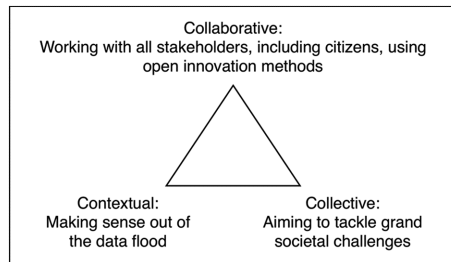 Collaborative:
Working with all stakeholders, including citizens, using
open innovation methods
Contextual:
Making sense out of
the data flood
Collective:
Aiming to tackle grand
societal challenges